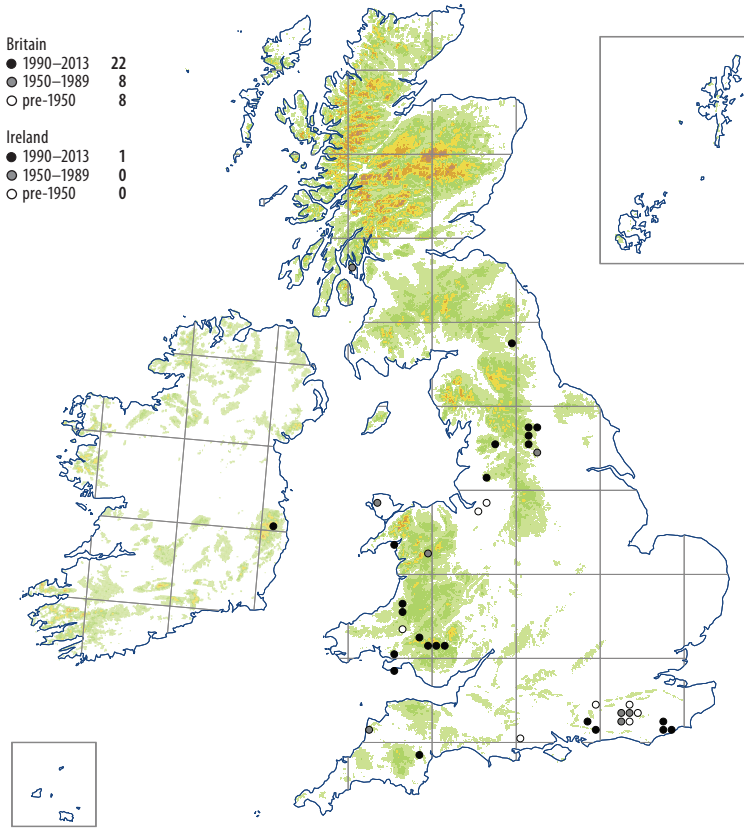 Britain
● 1990–2013 22
● 1950–1989 8
○ pre-1950 8
Ireland
● 1990–2013 1
● 1950–1989 0
○ pre-1950 0